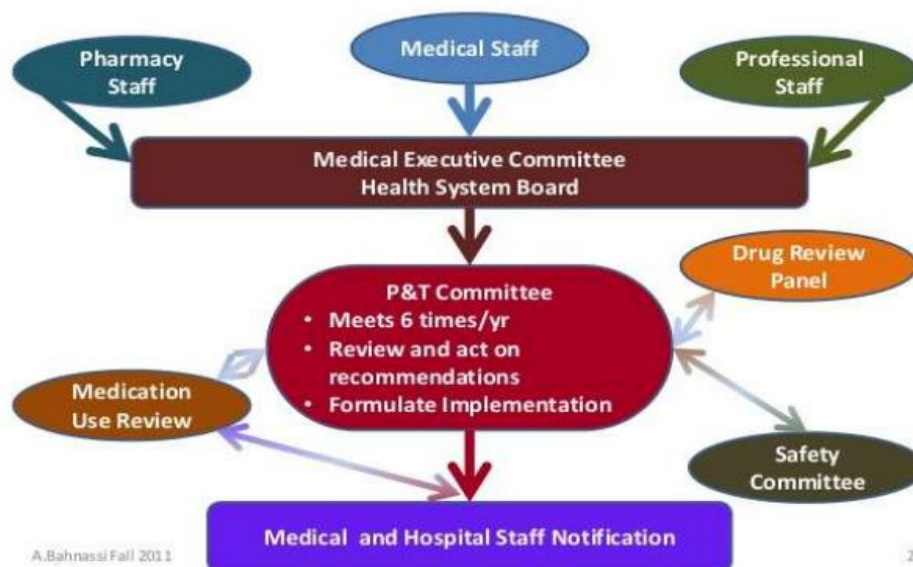 Pharmacy
Staff
Medical Staff
Professional
Staff
Medical Executive Committee
Health System Board
Drug Review
Panel
P&T Committee
• Meets 6 times/yr
• Review and act on
recommendations
• Formulate Implementation
Medication
Use Review
Safety
Committee
Medical and Hospital Staff Notification
A.Bahnassi Fall 2011
2